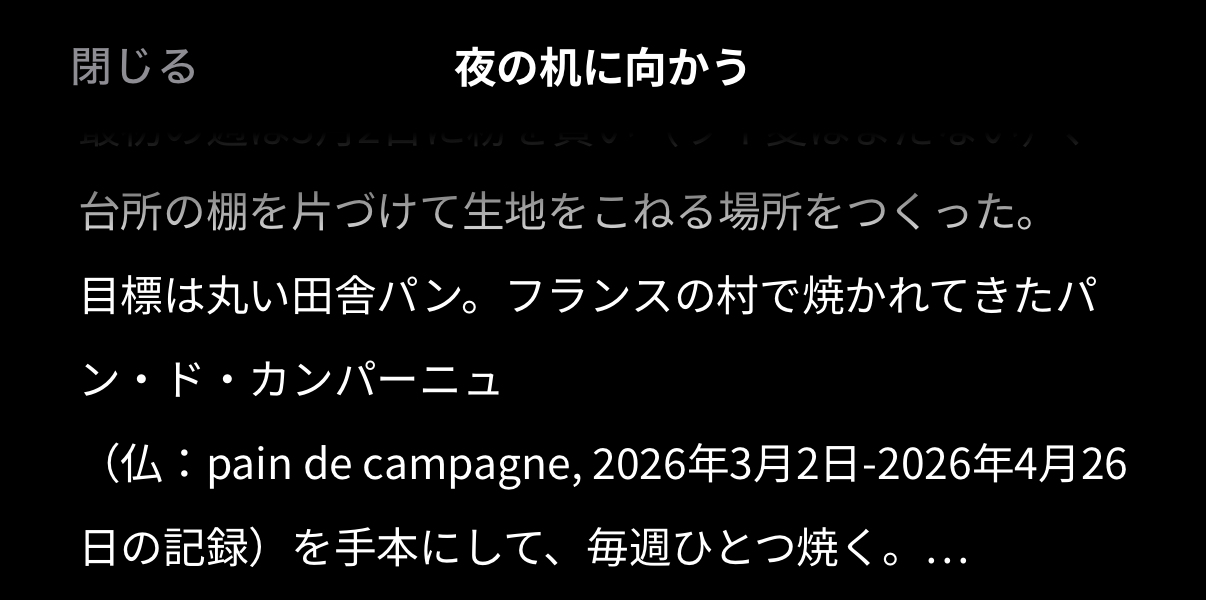 閉じる
夜の机に向かう
台所の棚を片づけて生地をこねる場所をつくった。
目標は丸い田舎パン。フランスの村で焼かれてきたパ
ン・ド・カンパーニュ
（仏：pain de campagne, 2026年3月2日-2026年4月26
日の記録）を手本にして、毎週ひとつ焼く。…